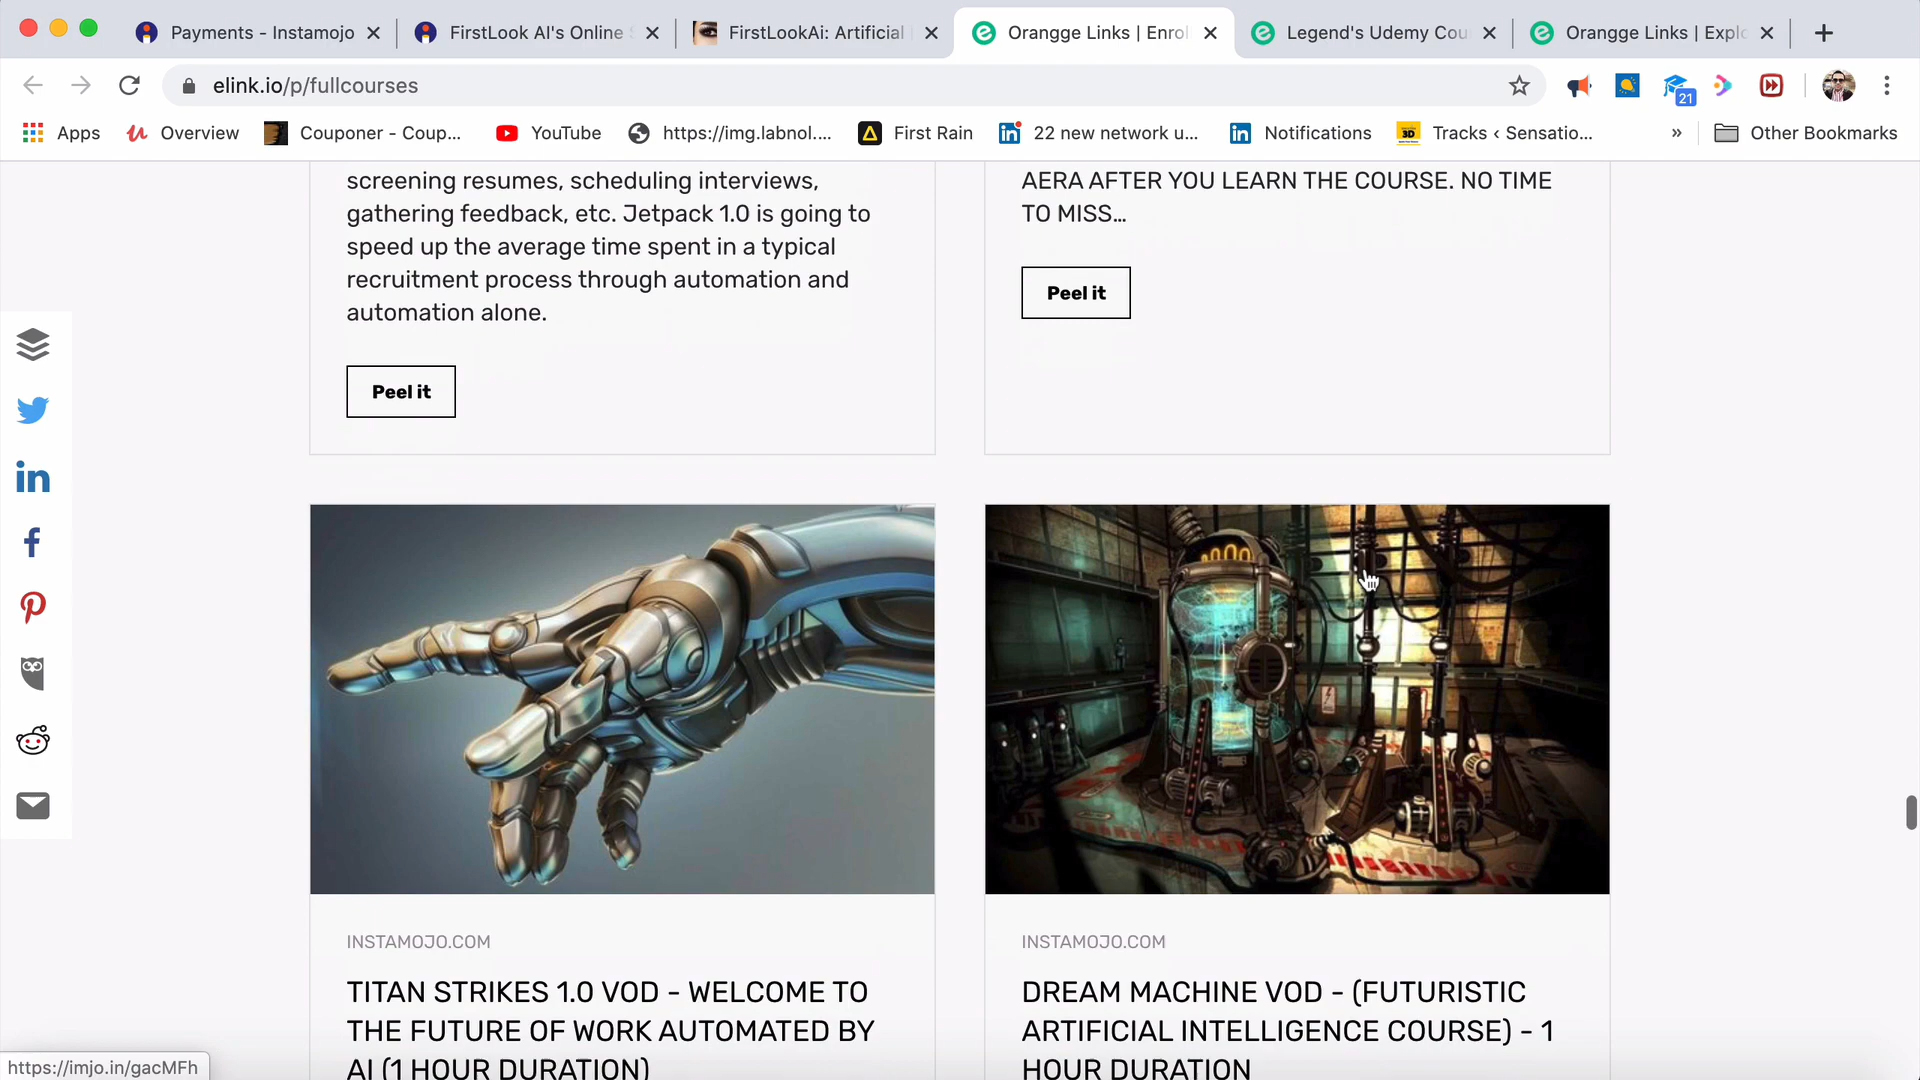 Payments - Instamojo
FirstLook AI's Online
FirstLookAi: Artificial
Orangge Links | Enrol
Legend's Udemy Cou
Orangge Links | Explo
elink.io/p/fullcourses
21
Apps
Overview
Couponer - Coup...
YouTube
https://img.labnol....
First Rain
22 new network u...
Notifications
3D
Tracks ‹ Sensatio...
»
Other Bookmarks
screening resumes, scheduling interviews,
gathering feedback, etc. Jetpack 1.0 is going to
speed up the average time spent in a typical
recruitment process through automation and
automation alone.
Peel it
AERA AFTER YOU LEARN THE COURSE. NO TIME
TO MISS...
Peel it
INSTAMOJO.COM
TITAN STRIKES 1.0 VOD - WELCOME TO
THE FUTURE OF WORK AUTOMATED BY
AI (1 HOUR DURATION)
INSTAMOJO.COM
DREAM MACHINE VOD - (FUTURISTIC
ARTIFICIAL INTELLIGENCE COURSE) - 1
HOUR DURATION
https://imjo.in/gacMFh